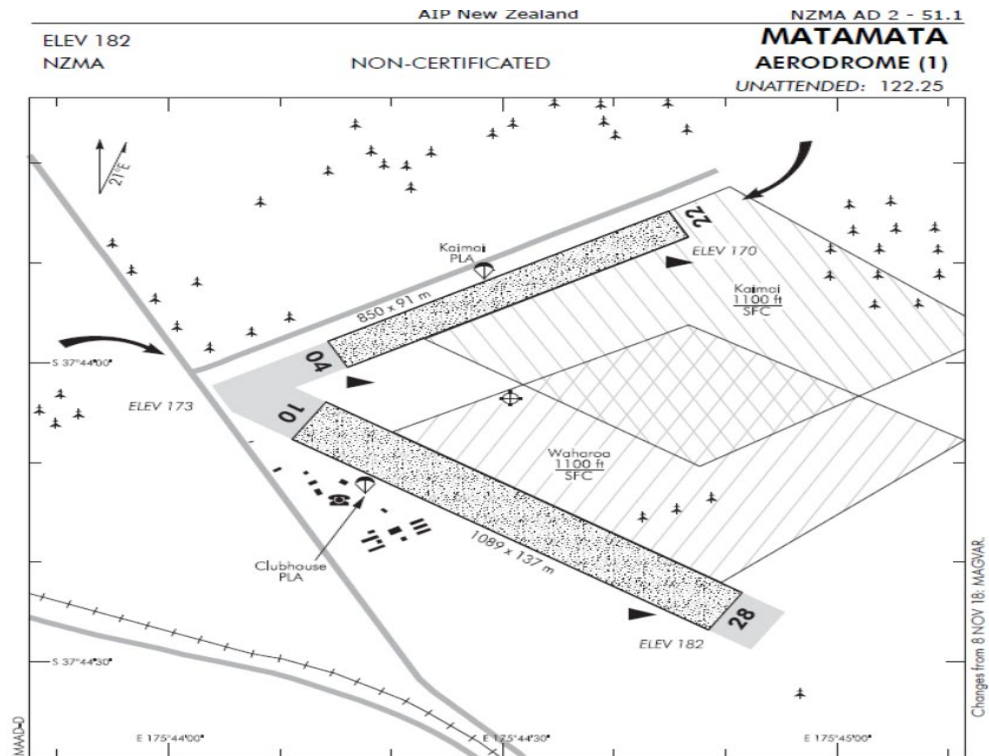 AIP New Zealand
NZMA AD 2 - 51.1
ELEV 182
MATAMATA
NZMA
NON-CERTIFICATED
AERODROME (1)
UNATTENDED: 122.25
21°E
22
Kaimai
PLA
ELEV 170
850 x 91 m
Kaimai
1100 ft
SFC
04
S 37°44'00"
ELEV 173
10
Waharoa
1100 ft
SFC
1089 x 137 m
Clubhouse
PLA
28
ELEV 182
S 37°44'30"
E 175°44'00"
E 175°44'30"
E 175°45'00"
MAAD-D
Changes from 8 NOV 18: MAGVAR.